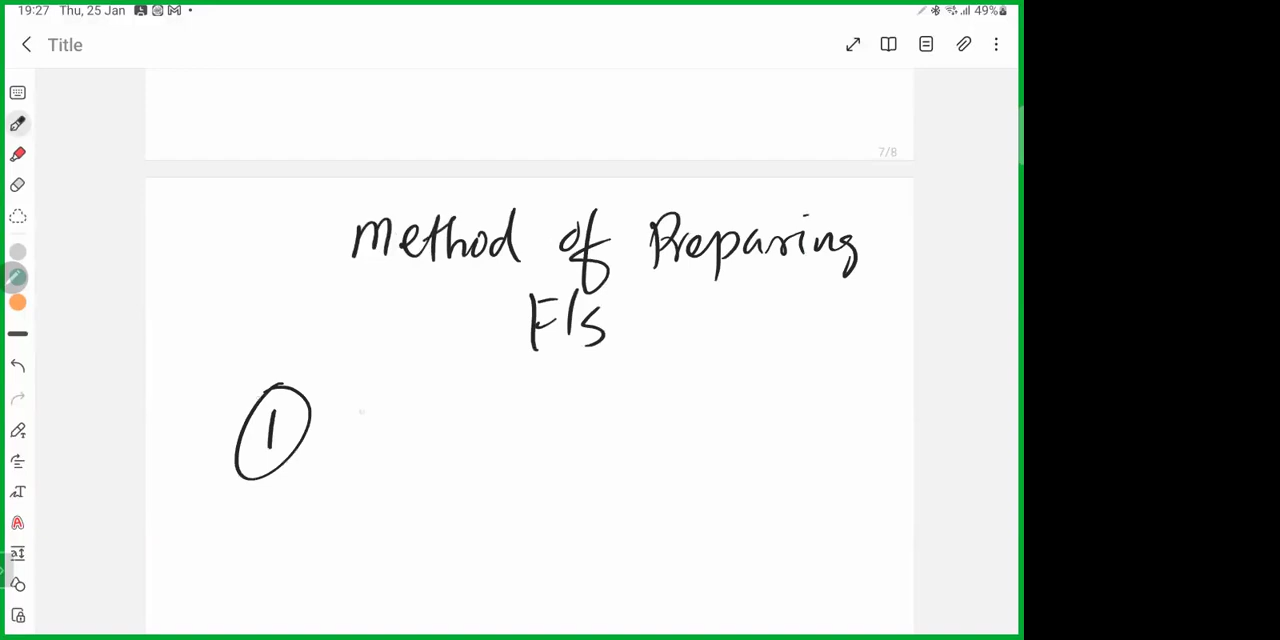 19:27 Thu, 25 Jan
49%
Title
7/8
Method of Preparing
F/S
1